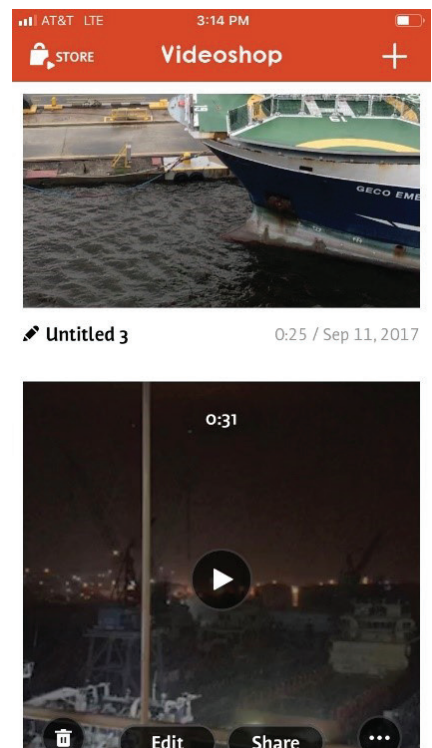 AT&T LTE 3:14 PM
STORE Videoshop
GECO EME
Untitled 3 0:25 / Sep 11, 2017
0:31
Edit Share